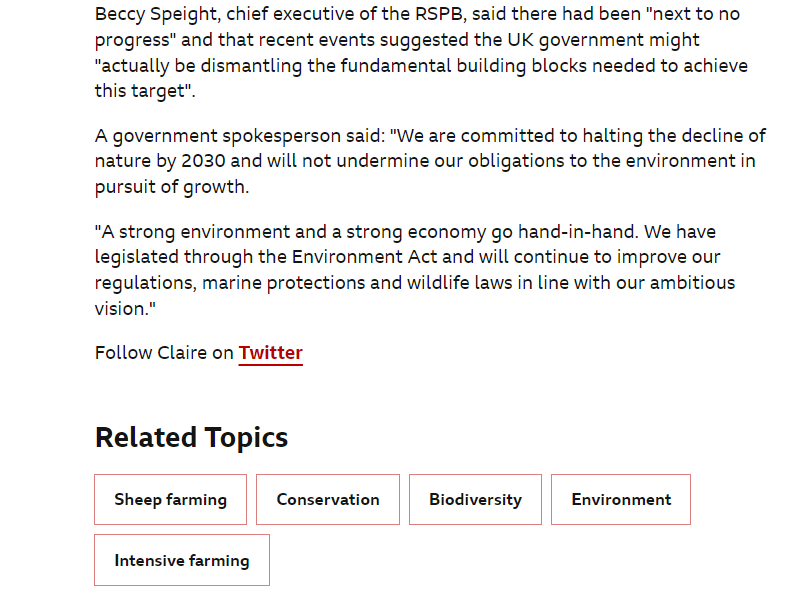 Beccy Speight, chief executive of the RSPB, said there had been "next to no
progress" and that recent events suggested the UK government might
"actually be dismantling the fundamental building blocks needed to achieve
this target".
A government spokesperson said: "We are committed to halting the decline of
nature by 2030 and will not undermine our obligations to the environment in
pursuit of growth.
"A strong environment and a strong economy go hand-in-hand. We have
legislated through the Environment Act and will continue to improve our
regulations, marine protections and wildlife laws in line with our ambitious
vision."
Follow Claire on Twitter
Related Topics
Sheep farming Conservation Biodiversity Environment
Intensive farming